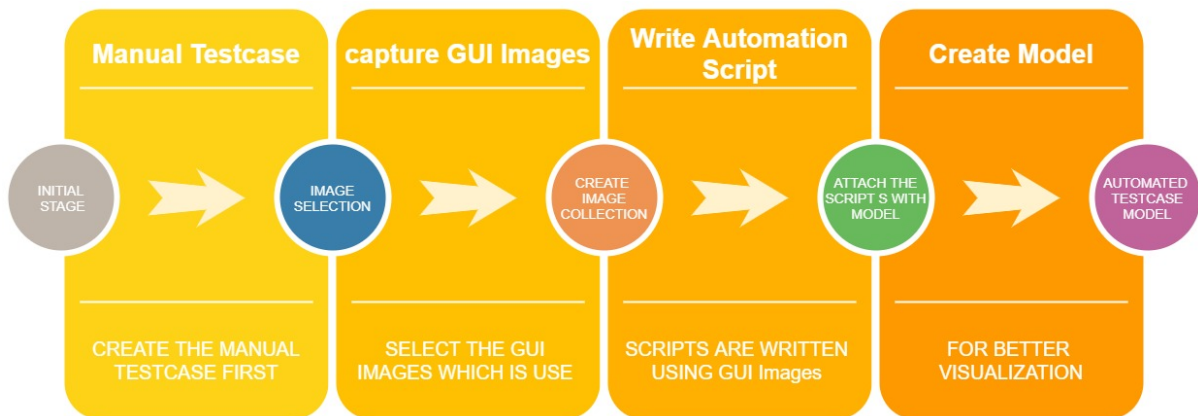 Manual Testcase
capture GUI Images
Write Automation
Script
Create Model
INITIAL
STAGE
IMAGE
SELECTION
CREATE
IMAGE
COLLECTION
ATTACH THE
SCRIPT S WITH
MODEL
AUTOMATED
TESTCASE
MODEL
CREATE THE MANUAL
TESTCASE FIRST
SELECT THE GUI
IMAGES WHICH IS USE
SCRIPTS ARE WRITTEN
USING GUI Images
FOR BETTER
VISUALIZATION